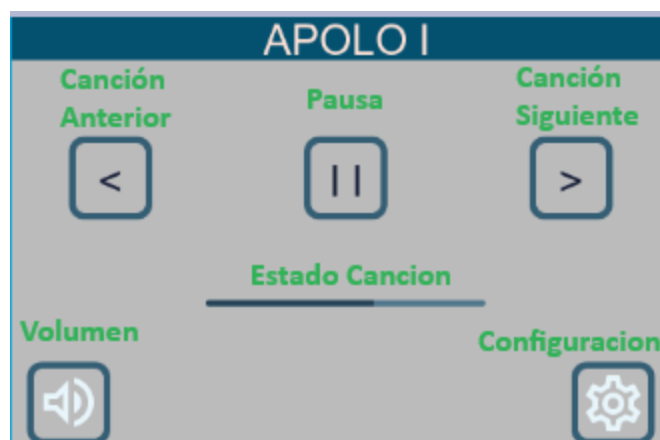 APOLO I
Canción
Anterior
Pausa
Canción
Siguiente
<
||
>
Estado Cancion
Volumen
Configuracion